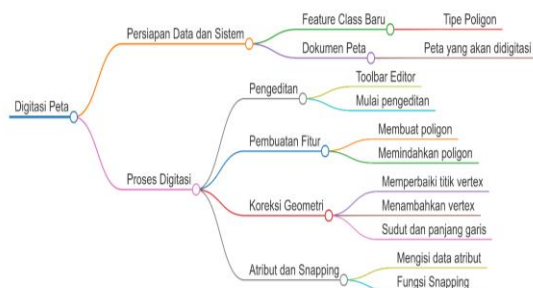 Digitasi Peta
Persiapan Data dan Sistem
Feature Class Baru
Tipe Poligon
Dokumen Peta
Peta yang akan didigitasi
Proses Digitasi
Pengeditan
Toolbar Editor
Mulai pengeditan
Pembuatan Fitur
Membuat poligon
Memindahkan poligon
Koreksi Geometri
Memperbaiki titik vertex
Menambahkan vertex
Sudut dan panjang garis
Atribut dan Snapping
Mengisi data atribut
Fungsi Snapping